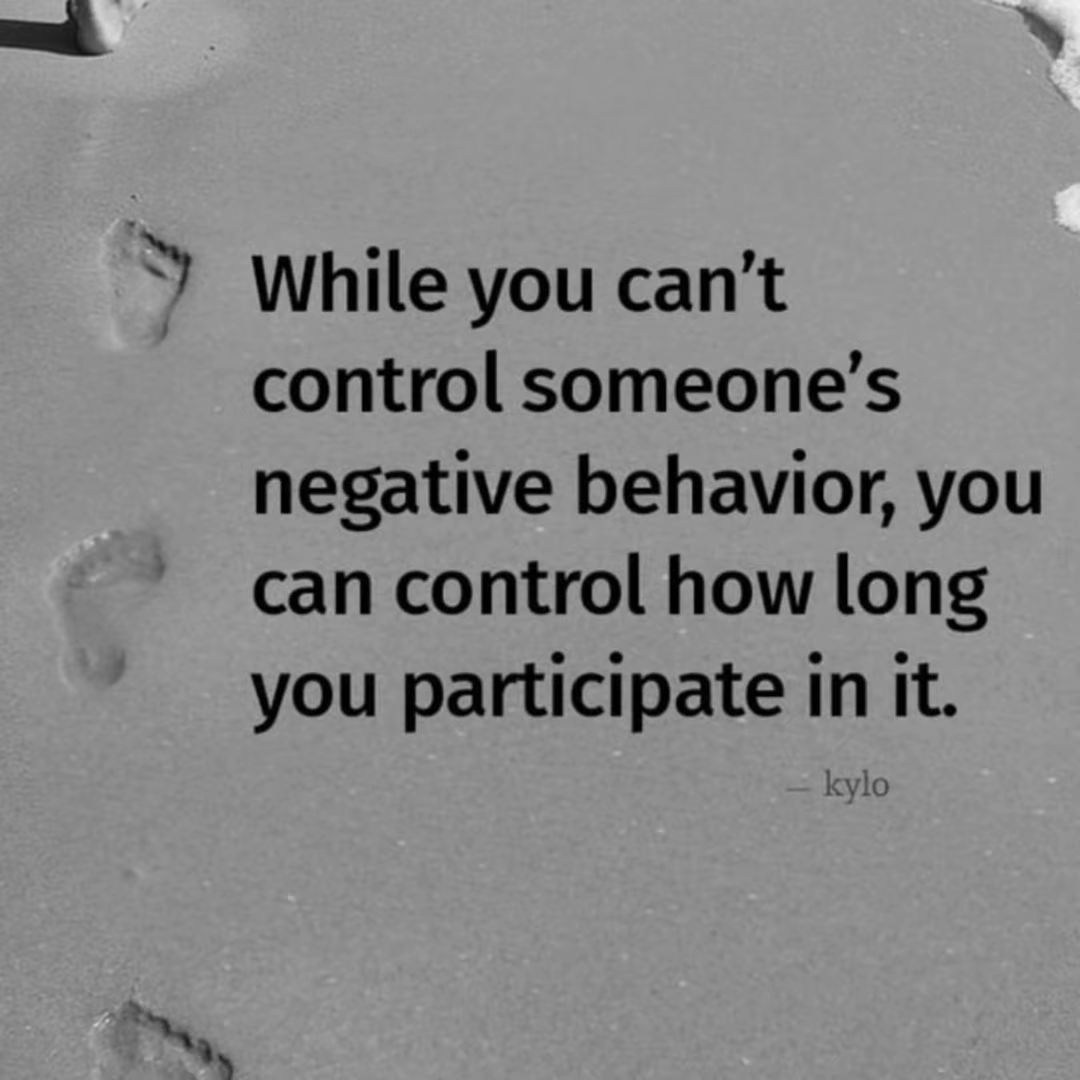 While you can’t
control someone’s
negative behavior, you
can control how long
you participate in it.
– kylo